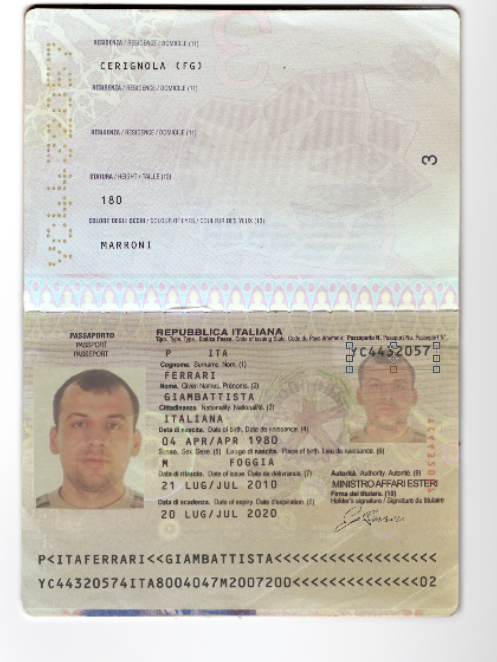 RESIDENZA / RESIDENCE / DOMICILE (11)
CERIGNOLA (FG)
RESIDENZA / RESIDENCE / DOMICILE (11)
RESIDENZA / RESIDENCE / DOMICILE (11)
STATURA / HEIGHT / TAILLE (12)
180
COLORE DEGLI OCCHI / COLOUR OF EYES / COULEUR DES YEUX (13)
MARRONI
3
PASSAPORTO
PASSPORT
PASSEPORT
REPUBBLICA ITALIANA
Tipo. Type. Type. Codice Paese. Code of issuing State. Code du Pays émetteur. Passaporto N. Passport No. Passeport N°.
P ITA YC4432057
Cognome. Surname. Nom. (1)
FERRARI
Nome. Given Names. Prénoms. (2)
GIAMBATTISTA
Cittadinanza. Nationality. Nationalité. (3)
ITALIANA
Data di nascita. Date of birth. Date de naissance. (4)
04 APR/APR 1980
Sesso. Sex. Sexe. (5) Luogo di nascita. Place of birth. Lieu de naissance. (6)
M FOGGIA
Data di rilascio. Date of issue. Date de délivrance. (7) Autorità. Authority. Autorité. (9)
21 LUG/JUL 2010 MINISTRO AFFARI ESTERI
Data di scadenza. Date of expiry. Date d'expiration. (8) Firma del titolare. (10)
Holder's signature / Signature du titulaire
20 LUG/JUL 2020
P<ITAFERRARI<<GIAMBATTISTA<<<<<<<<<<<<<<<<<<
YC44320574ITA8004047M2007200<<<<<<<<<<<<<<02